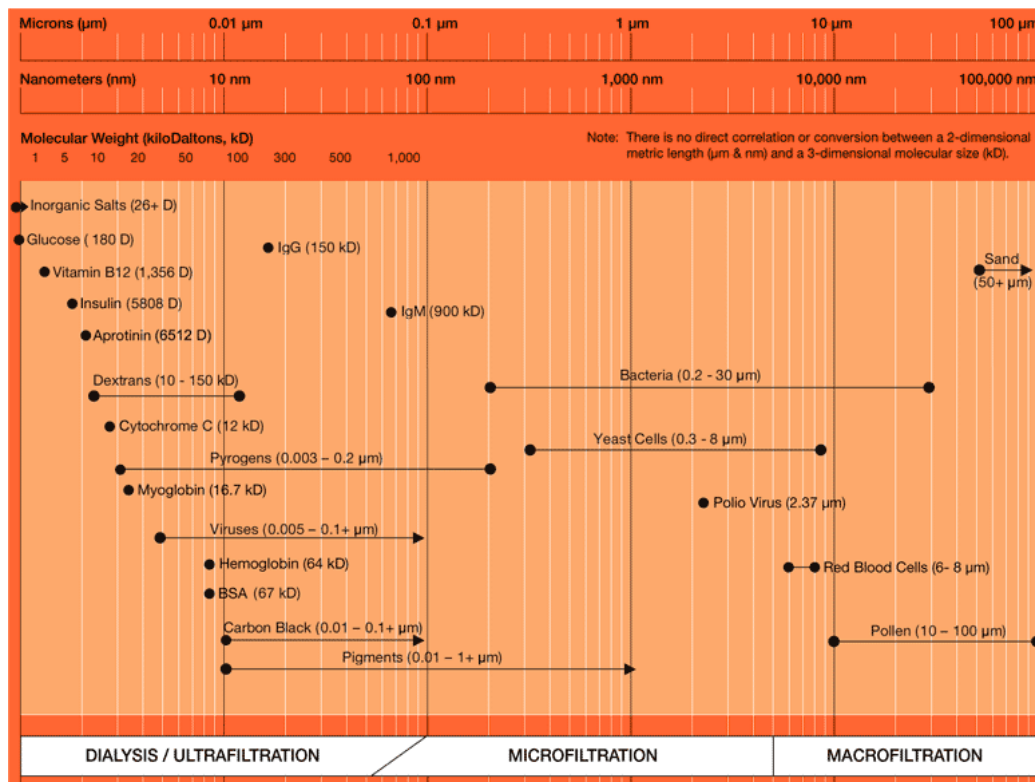 Microns (μm) 0.01 μm 0.1 μm 1 μm 10 μm 100 μm
Nanometers (nm) 10 nm 100 nm 1,000 nm 10,000 nm 100,000 nm
Molecular Weight (kiloDaltons, kD)
1 5 10 20 50 100 300 500 1,000
Note: There is no direct correlation or conversion between a 2-dimensional
metric length (μm & nm) and a 3-dimensional molecular size (kD).
Inorganic Salts (26+ D)
Glucose ( 180 D)
IgG (150 kD)
Sand
(50+ μm)
Vitamin B12 (1,356 D)
Insulin (5808 D)
IgM (900 kD)
Aprotinin (6512 D)
Dextrans (10 - 150 kD)
Bacteria (0.2 - 30 μm)
Cytochrome C (12 kD)
Yeast Cells (0.3 - 8 μm)
Pyrogens (0.003 – 0.2 μm)
Myoglobin (16.7 kD)
Polio Virus (2.37 μm)
Viruses (0.005 - 0.1+ μm)
Hemoglobin (64 kD)
Red Blood Cells (6- 8 μm)
BSA (67 kD)
Carbon Black (0.01 – 0.1+ μm)
Pollen (10 – 100 μm)
Pigments (0.01 – 1+ μm)
DIALYSIS / ULTRAFILTRATION MICROFILTRATION MACROFILTRATION